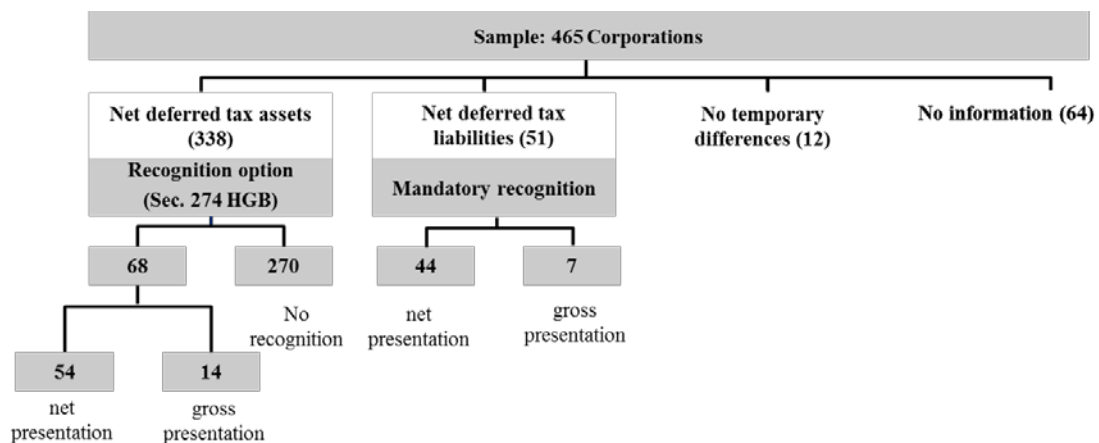 Sample: 465 Corporations
Net deferred tax assets
(338)
Recognition option
(Sec. 274 HGB)
Net deferred tax
liabilities (51)
Mandatory recognition
No temporary
differences (12)
No information (64)
68
270
44
7
No
recognition
net
presentation
gross
presentation
54
14
net
presentation
gross
presentation